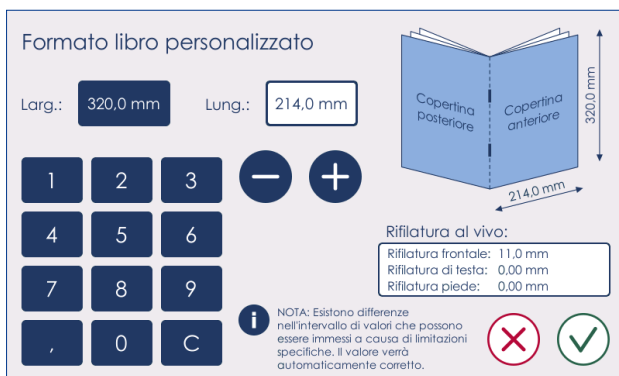 Formato libro personalizzato
Larg.: 320,0 mm Lung.: 214,0 mm
1 2 3
4 5 6
7 8 9
, 0 C
Copertina
posteriore
Copertina
anteriore
320,0 mm
214,0 mm
Rifilatura al vivo:
Rifilatura frontale: 11,0 mm
Rifilatura di testa: 0,00 mm
Rifilatura piede: 0,00 mm
i
NOTA: Esistono differenze
nell'intervallo di valori che possono
essere immessi a causa di limitazioni
specifiche. Il valore verrà
automaticamente corretto.